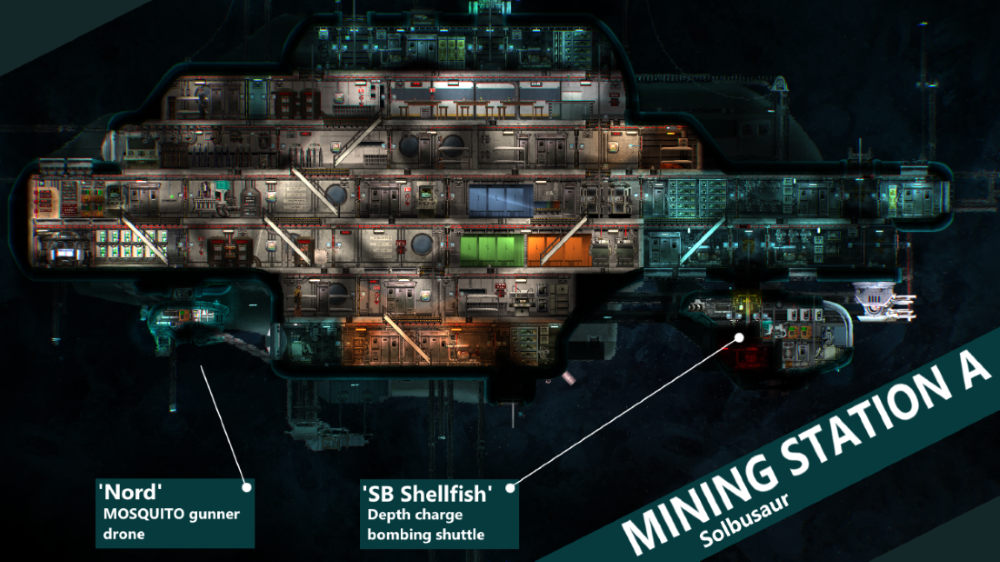 'Nord'
MOSQUITO gunner
drone
'SB Shellfish'
Depth charge
bombing shuttle
MINING STATION A
Solbusaur